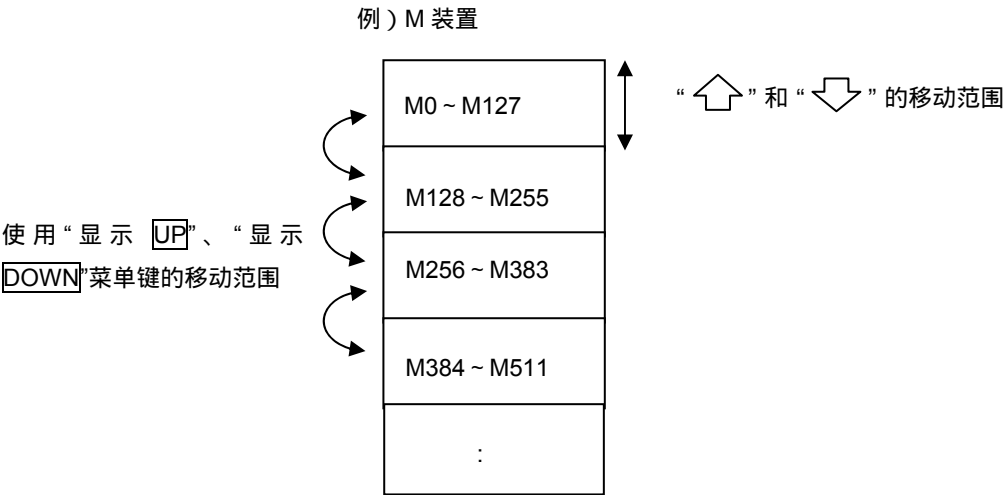 例）M 装置
“⇧”和“⇩”的移动范围
M0 ~ M127
M128 ~ M255
使用“显示 UP”、“显示
DOWN”菜单键的移动范围
M256 ~ M383
M384 ~ M511
: